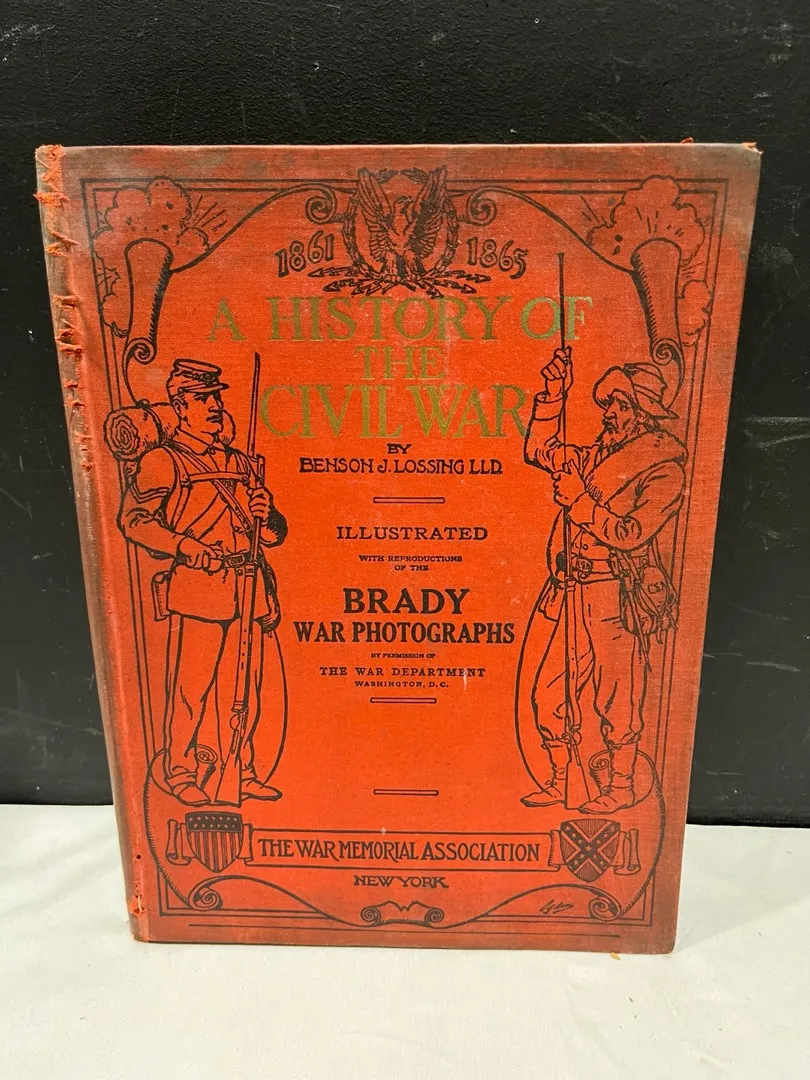 1861 1865
A HISTORY OF
THE
CIVIL WAR
BY
BENSON J. LOSSING LLD.
ILLUSTRATED
WITH REPRODUCTIONS
OF THE
BRADY
WAR PHOTOGRAPHS
BY PERMISSION OF
THE WAR DEPARTMENT
WASHINGTON, D.C.
THE WAR MEMORIAL ASSOCIATION
NEW YORK